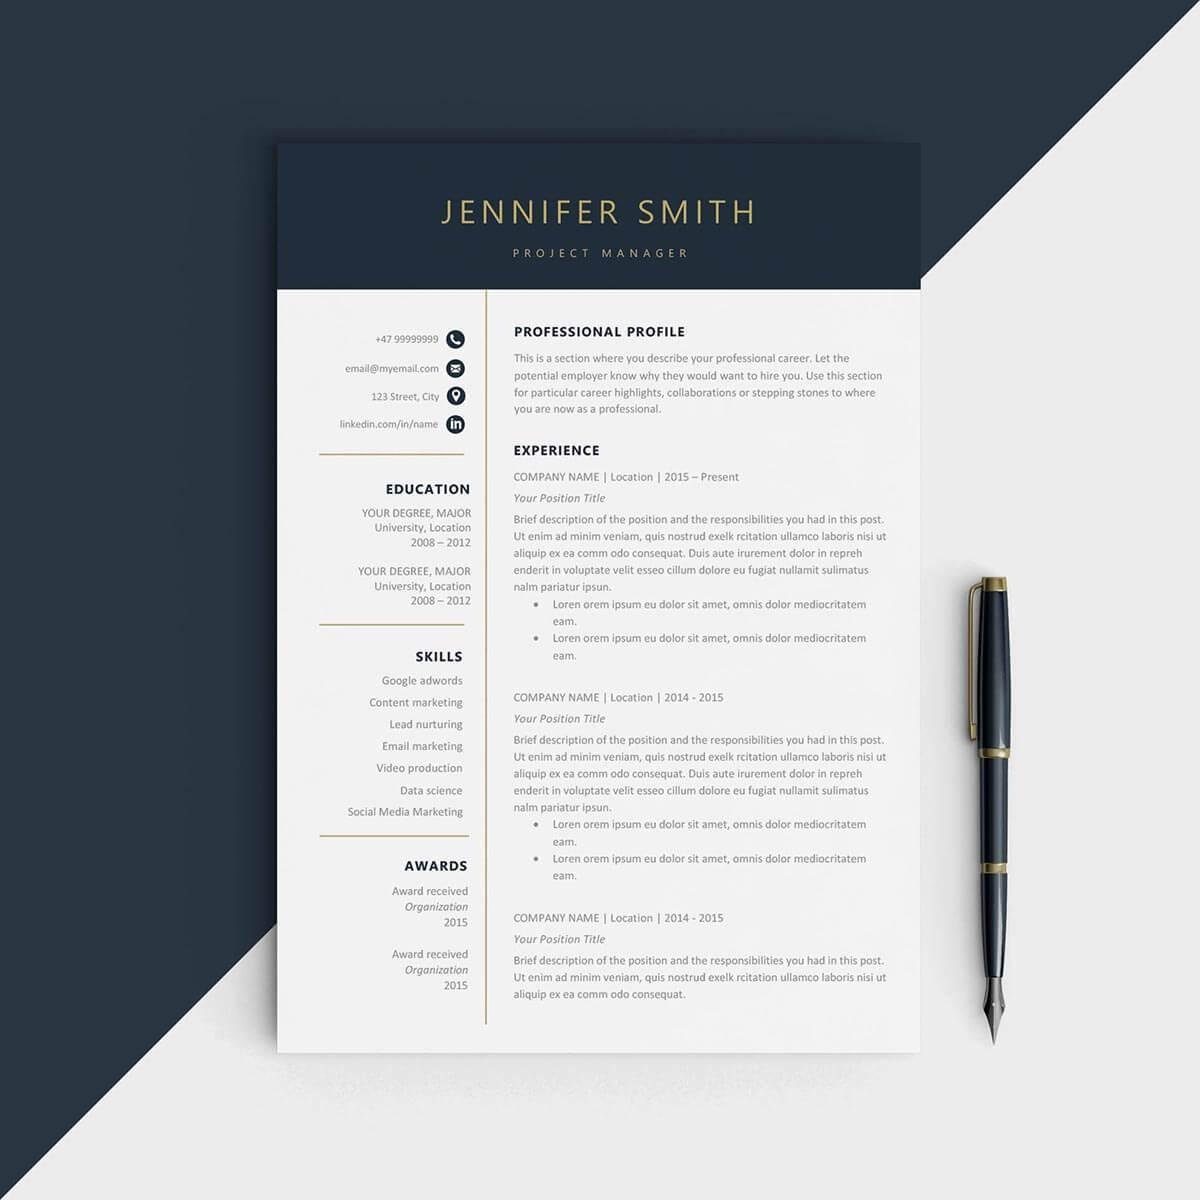 JENNIFER SMITH
PROJECT MANAGER
+47 99999999
email@myemail.com
123 Street, City
linkedin.com/in/name
in
EDUCATION
YOUR DEGREE, MAJOR
University, Location
2008 – 2012
YOUR DEGREE, MAJOR
University, Location
2008 – 2012
SKILLS
Google adwords
Content marketing
Lead nurturing
Email marketing
Video production
Data science
Social Media Marketing
AWARDS
Award received
Organization
2015
Award received
Organization
2015
PROFESSIONAL PROFILE
This is a section where you describe your professional career. Let the
potential employer know why they would want to hire you. Use this section
for particular career highlights, collaborations or stepping stones to where
you are now as a professional.
EXPERIENCE
COMPANY NAME | Location | 2015 – Present
Your Position Title
Brief description of the position and the responsibilities you had in this post.
Ut enim ad minim veniam, quis nostrud exelk rcitation ullamco laboris nisi ut
aliquip ex ea comm odo consequat. Duis aute irurement dolor in repreh
enderit in voluptate velit esseo cillum dolore eu fugiat nullamit sulimatus
nalm pariatur ipsun.
• Loren orem ipsum eu dolor sit amet, omnis dolor mediocritatem
eam.
• Loren orem ipsum eu dolor sit amet, omnis dolor mediocritatem
eam.
COMPANY NAME | Location | 2014 - 2015
Your Position Title
Brief description of the position and the responsibilities you had in this post.
Ut enim ad minim veniam, quis nostrud exelk rcitation ullamco laboris nisi ut
aliquip ex ea comm odo consequat. Duis aute irurement dolor in repreh
enderit in voluptate velit esseo cillum dolore eu fugiat nullamit sulimatus
nalm pariatur ipsun.
• Loren orem ipsum eu dolor sit amet, omnis dolor mediocritatem
eam.
• Loren orem ipsum eu dolor sit amet, omnis dolor mediocritatem
eam.
COMPANY NAME | Location | 2014 - 2015
Your Position Title
Brief description of the position and the responsibilities you had in this post.
Ut enim ad minim veniam, quis nostrud exelk rcitation ullamco laboris nisi ut
aliquip ex ea comm odo consequat.